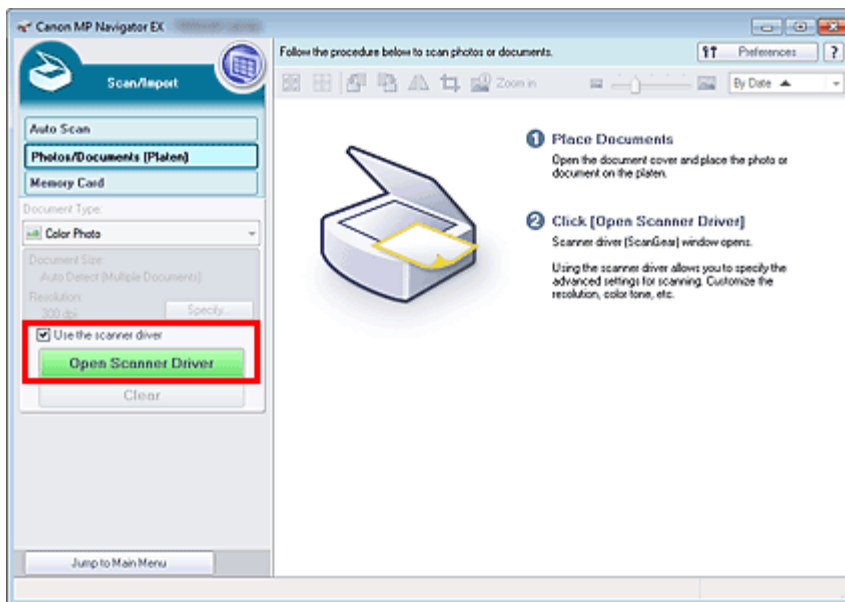 Canon MP Navigator EX
Scan/Import
Auto Scan
Photos/Documents (Platen)
Memory Card
Document Type:
Color Photo
Document Size:
Auto Detect (Multiple Documents)
Resolution:
300 dpi
Specify...
Use the scanner driver
Open Scanner Driver
Clear
Jump to Main Menu
Follow the procedure below to scan photos or documents.
Preferences
?
Zoom in
By Date
1 Place Documents
Open the document cover and place the photo or
document on the platen.
2 Click [Open Scanner Driver]
Scanner driver (ScanGear) window opens.
Using the scanner driver allows you to specify the
advanced settings for scanning. Customize the
resolution, color tone, etc.